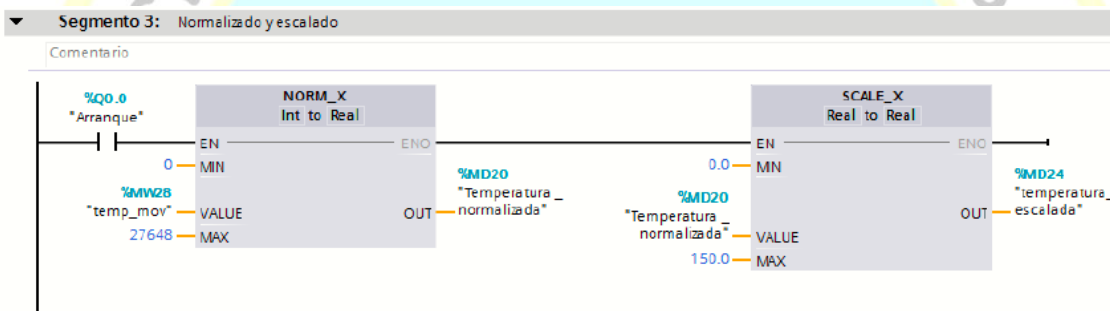 Segmento 3: Normalizado y escalado
Comentario
%Q0.0
"Arranque"
NORM_X
Int to Real
EN
ENO
0
MIN
%MW28
"temp_mov"
VALUE
27648
MAX
OUT
%MD20
"Temperatura_
normalizada"
SCALE_X
Real to Real
EN
ENO
0.0
MIN
%MD20
"Temperatura_
normalizada"
VALUE
150.0
MAX
OUT
%MD24
"temperatura_
escalada"